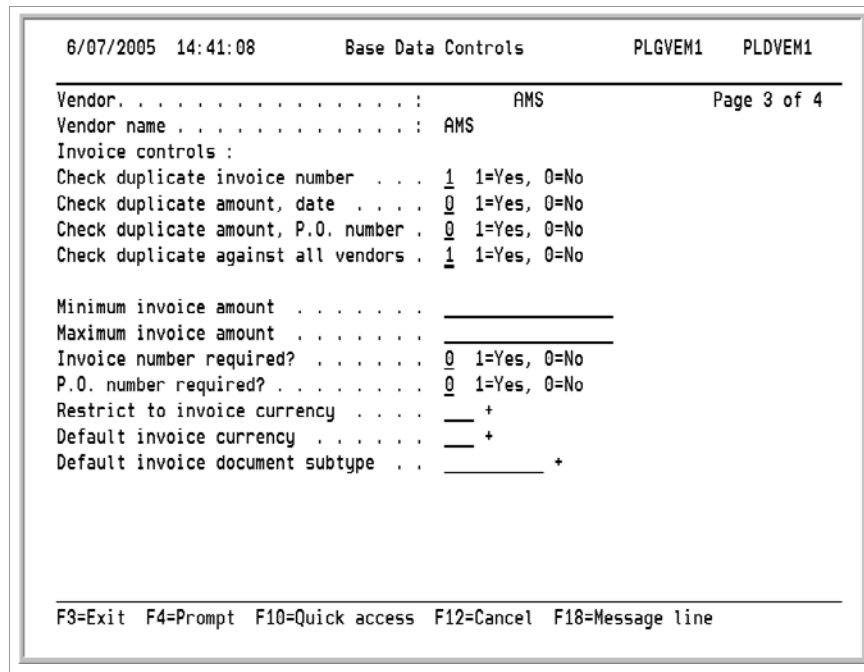 6/07/2005 14:41:08 Base Data Controls PLGVEM1 PLDVEM1
Vendor. . . . . . . . . . . . . . . : AMS Page 3 of 4
Vendor name . . . . . . . . . . . . : AMS
Invoice controls :
Check duplicate invoice number . . . 1 1=Yes, 0=No
Check duplicate amount, date . . . . 0 1=Yes, 0=No
Check duplicate amount, P.O. number . 0 1=Yes, 0=No
Check duplicate against all vendors . 1 1=Yes, 0=No
Minimum invoice amount . . . . . . . _______________
Maximum invoice amount . . . . . . . _______________
Invoice number required? . . . . . . 0 1=Yes, 0=No
P.O. number required? . . . . . . . . 0 1=Yes, 0=No
Restrict to invoice currency . . . . ___ +
Default invoice currency . . . . . . ___ +
Default invoice document subtype . . __________ +
F3=Exit F4=Prompt F10=Quick access F12=Cancel F18=Message line